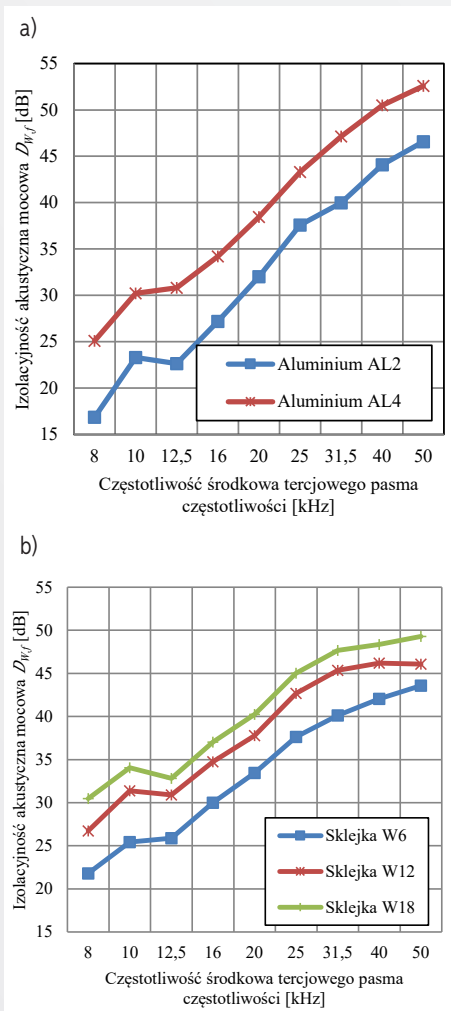 a)
Izolacyjność akustyczna mocowa D_W,f [dB]
55
50
45
40
35
30
25
20
15
Aluminium AL2
Aluminium AL4
8 10 12,5 16 20 25 31,5 40 50
Częstotliwość środkowa tercjowego pasma
częstotliwości [kHz]
b)
Izolacyjność akustyczna mocowa D_W,f [dB]
55
50
45
40
35
30
25
20
15
Sklejka W6
Sklejka W12
Sklejka W18
8 10 12,5 16 20 25 31,5 40 50
Częstotliwość środkowa tercjowego pasma
częstotliwości [kHz]